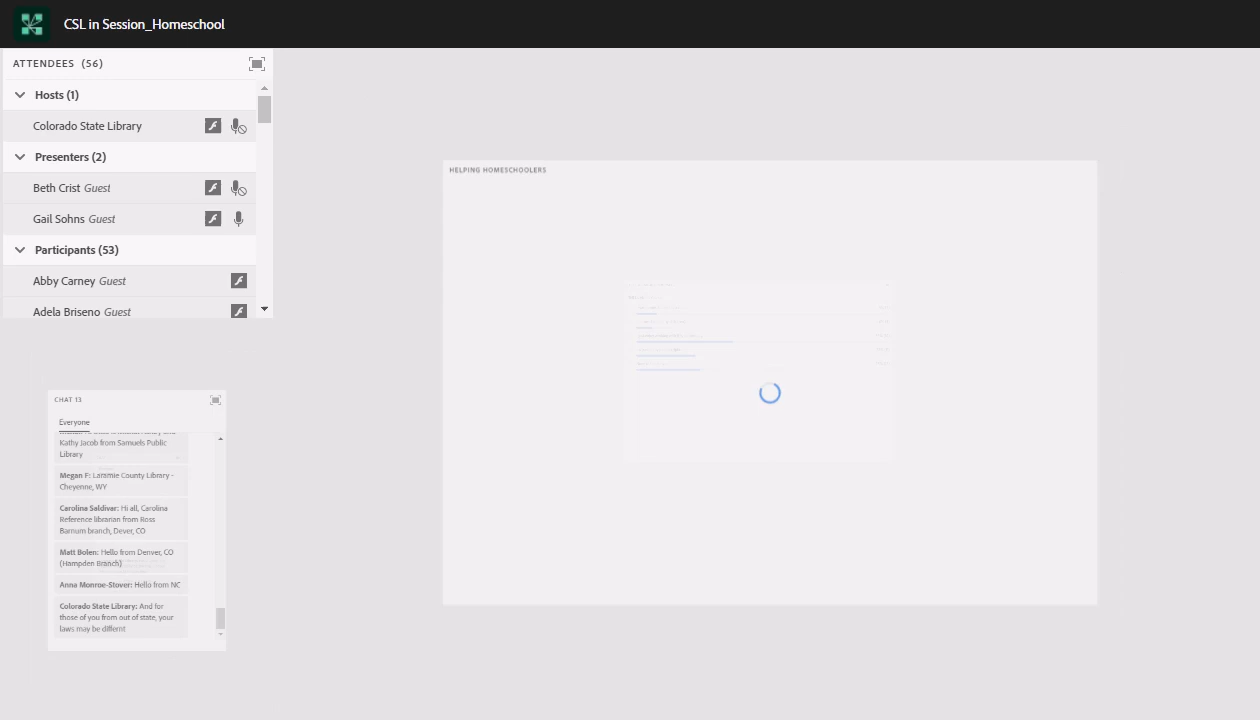 CSL in Session_Homeschool
ATTENDEES (56)
Hosts (1)
Colorado State Library
Presenters (2)
Beth Crist Guest
Gail Sohns Guest
Participants (53)
Abby Carney Guest
Adela Briseno Guest
HELPING HOMESCHOOLERS
CHAT 13
Everyone
Kathy Jacob from Samuels Public
Library
Megan F: Laramie County Library -
Cheyenne, WY
Carolina Saldivar: Hi all, Carolina
Reference librarian from Ross
Barnum branch, Dever, CO
Matt Bolen: Hello from Denver, CO
(Hampden Branch)
Anna Monroe-Stover: Hello from NC
Colorado State Library: And for
those of you from out of state, your
laws may be differnt